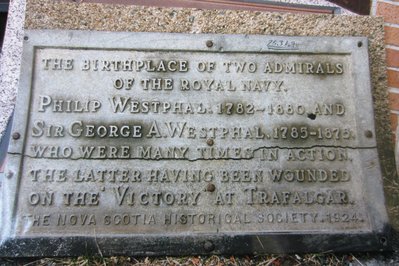 THE BIRTHPLACE OF TWO ADMIRALS
OF THE ROYAL NAVY.
PHILIP WESTPHAL. 1782-1880. AND
SIR GEORGE A. WESTPHAL. 1785-1875.
WHO WERE MANY TIMES IN ACTION.
THE LATTER HAVING BEEN WOUNDED
ON THE "VICTORY" AT TRAFALGAR.
THE NOVA SCOTIA HISTORICAL SOCIETY. 1924.